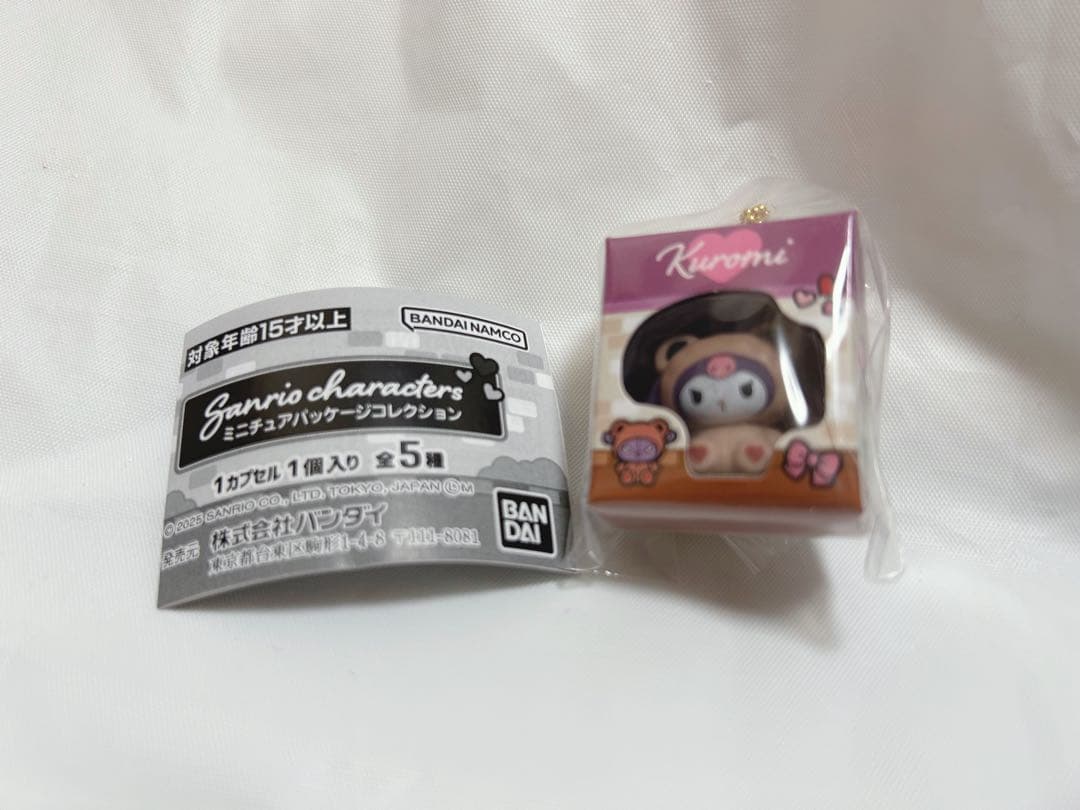 対象年齢15才以上
BANDAI NAMCO
Sanrio characters
ミニチュアパッケージコレクション
1カプセル1個入り 全5種
© 2025 SANRIO CO., LTD. TOKYO, JAPAN Ⓛ M
発売元 株式会社バンダイ
東京都台東区駒形1-4-8 〒111-8081
BAN
DAI
Kuromi